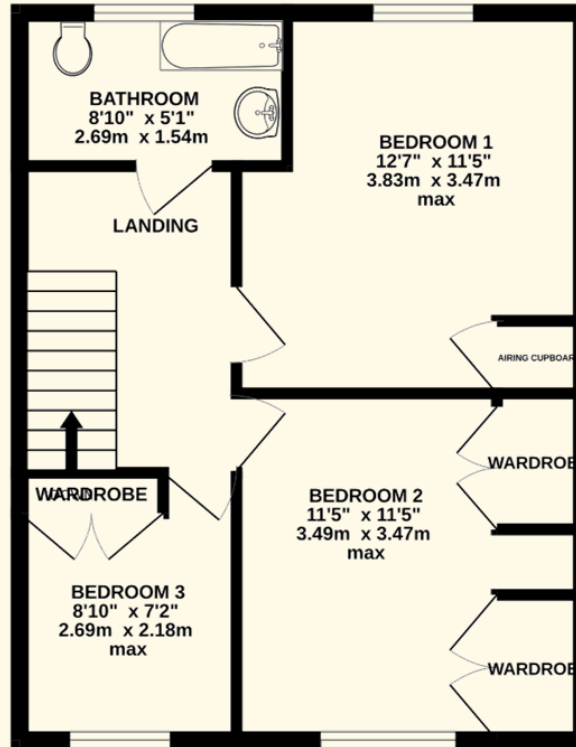 BATHROOM
8'10" x 5'1"
2.69m x 1.54m
BEDROOM 1
12'7" x 11'5"
3.83m x 3.47m
max
LANDING
AIRING CUPBOAR
WARDROBE
WARDROBE
BEDROOM 2
11'5" x 11'5"
3.49m x 3.47m
max
BEDROOM 3
8'10" x 7'2"
2.69m x 2.18m
max
WARDROBE